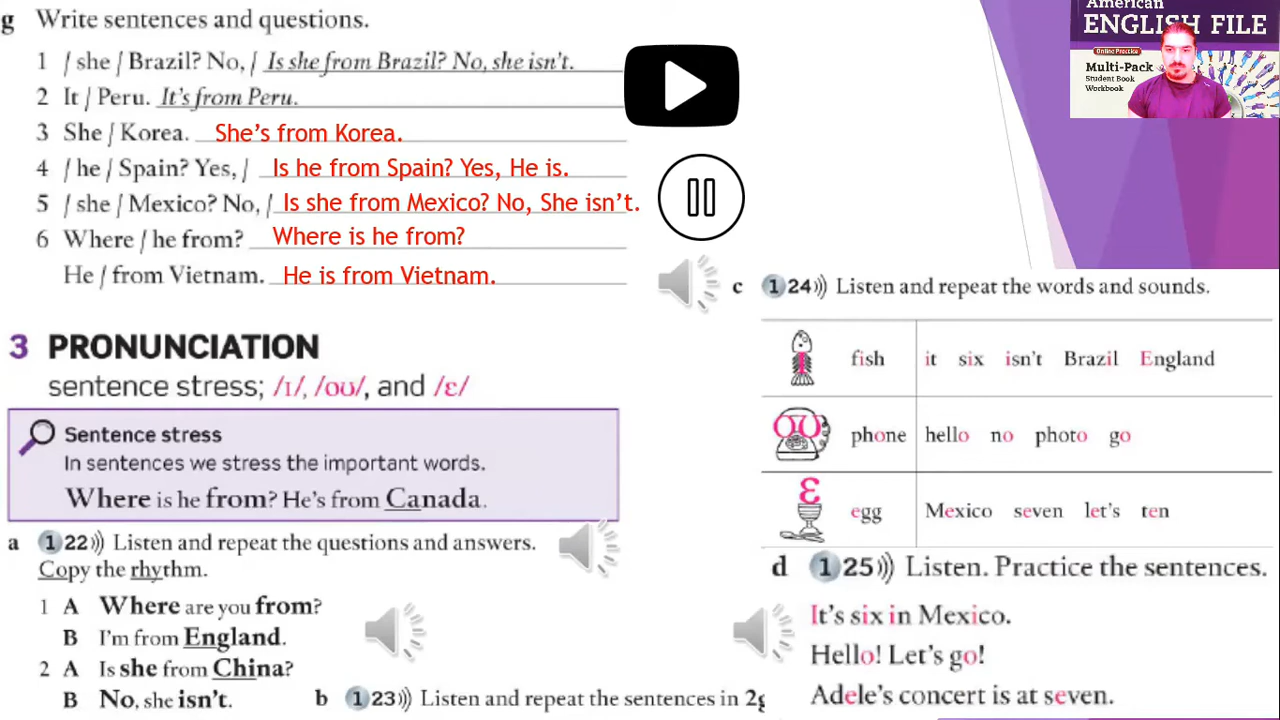 g Write sentences and questions.
1 / she / Brazil? No, / Is she from Brazil? No, she isn't.
2 It / Peru. It's from Peru.
3 She / Korea. She's from Korea.
4 / he / Spain? Yes, / Is he from Spain? Yes, He is.
5 / she / Mexico? No, / Is she from Mexico? No, She isn't.
6 Where / he from? Where is he from?
He / from Vietnam. He is from Vietnam.
3 PRONUNCIATION
sentence stress; /ɪ/, /oʊ/, and /ɛ/
Sentence stress
In sentences we stress the important words.
Where is he from? He's from Canada.
a 1 22 Listen and repeat the questions and answers.
Copy the rhythm.
1 A Where are you from?
B I'm from England.
2 A Is she from China?
B No, she isn't.
b 1 23 Listen and repeat the sentences in 2g
American
ENGLISH FILE
Online Practice
Multi-Pack
Student Book
Workbook
c 1 24 Listen and repeat the words and sounds.
ɪ fish it six isn't Brazil England
oʊ phone hello no photo go
ɛ egg Mexico seven let's ten
d 1 25 Listen. Practice the sentences.
It's six in Mexico.
Hello! Let's go!
Adele's concert is at seven.